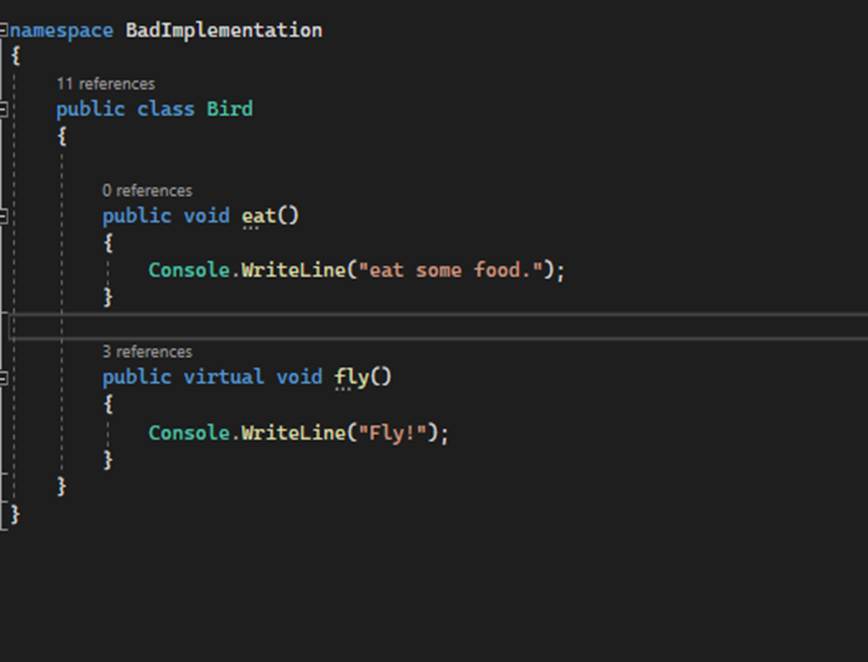 namespace BadImplementation
{
11 references
public class Bird
{
0 references
public void eat()
{
Console.WriteLine("eat some food.");
}
3 references
public virtual void fly()
{
Console.WriteLine("Fly!");
}
}
}